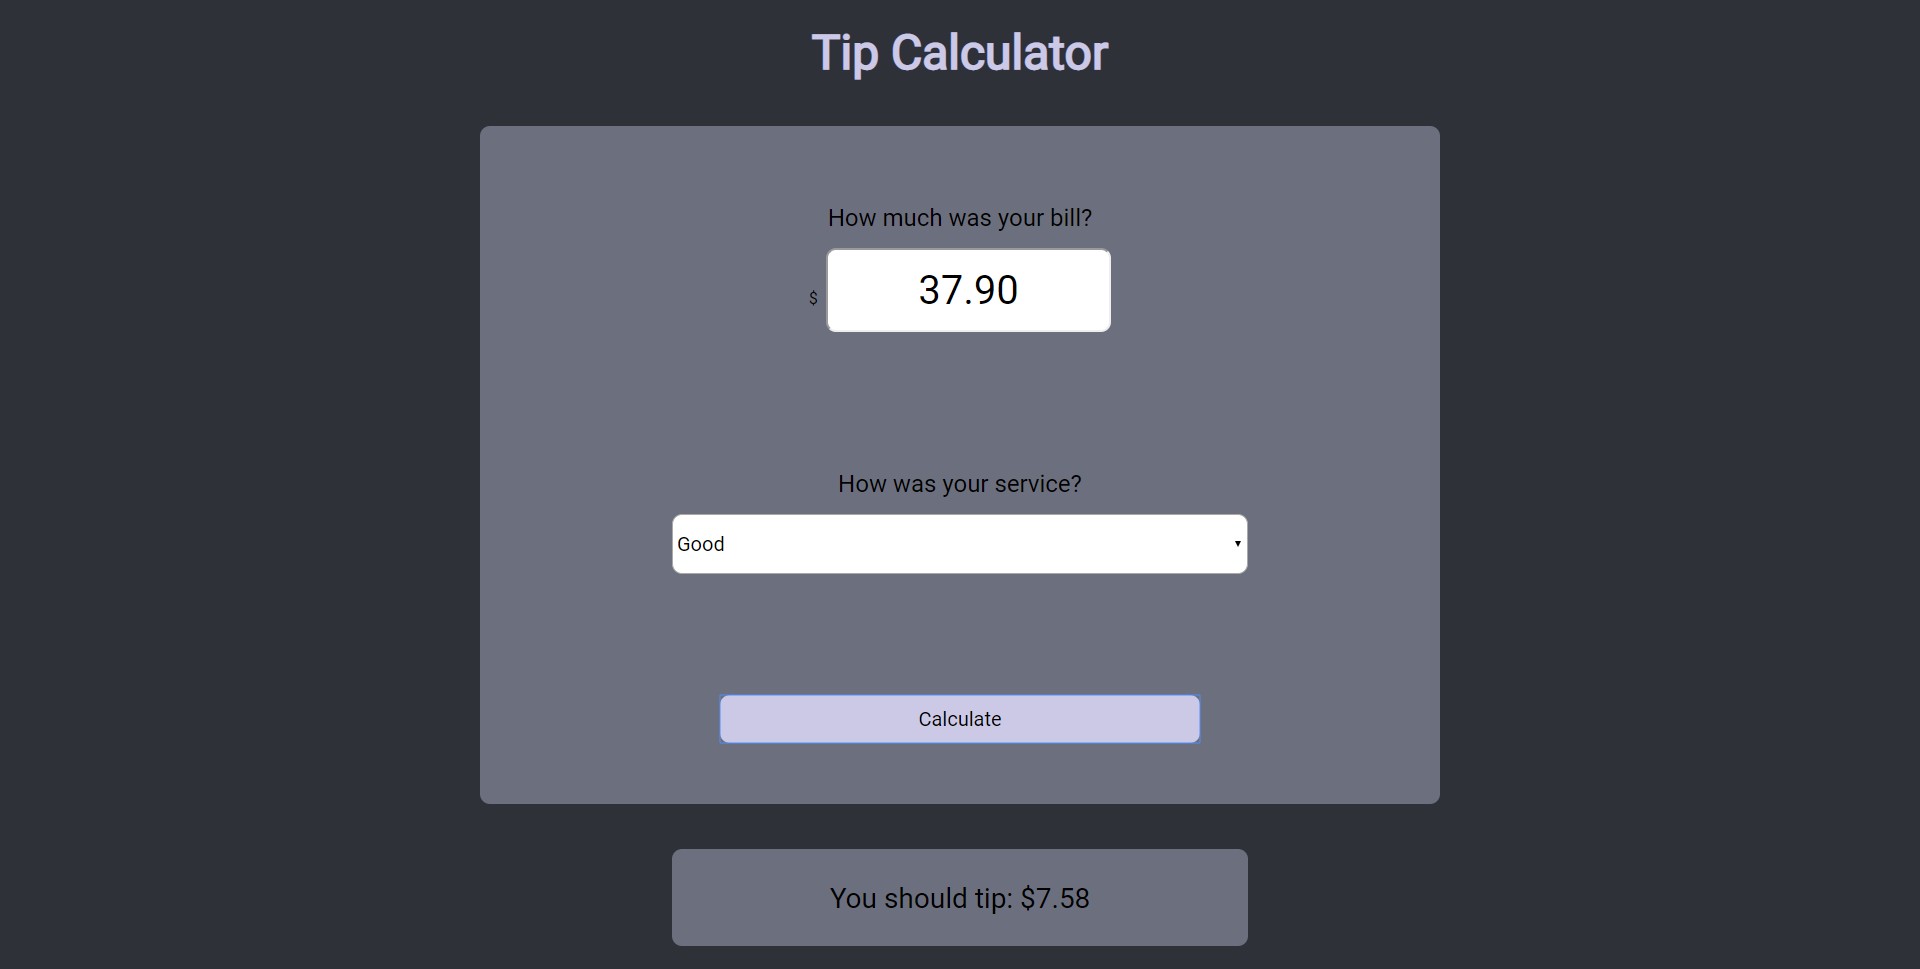 Tip Calculator
How much was your bill?
$ 37.90
How was your service?
Good
Calculate
You should tip: $7.58